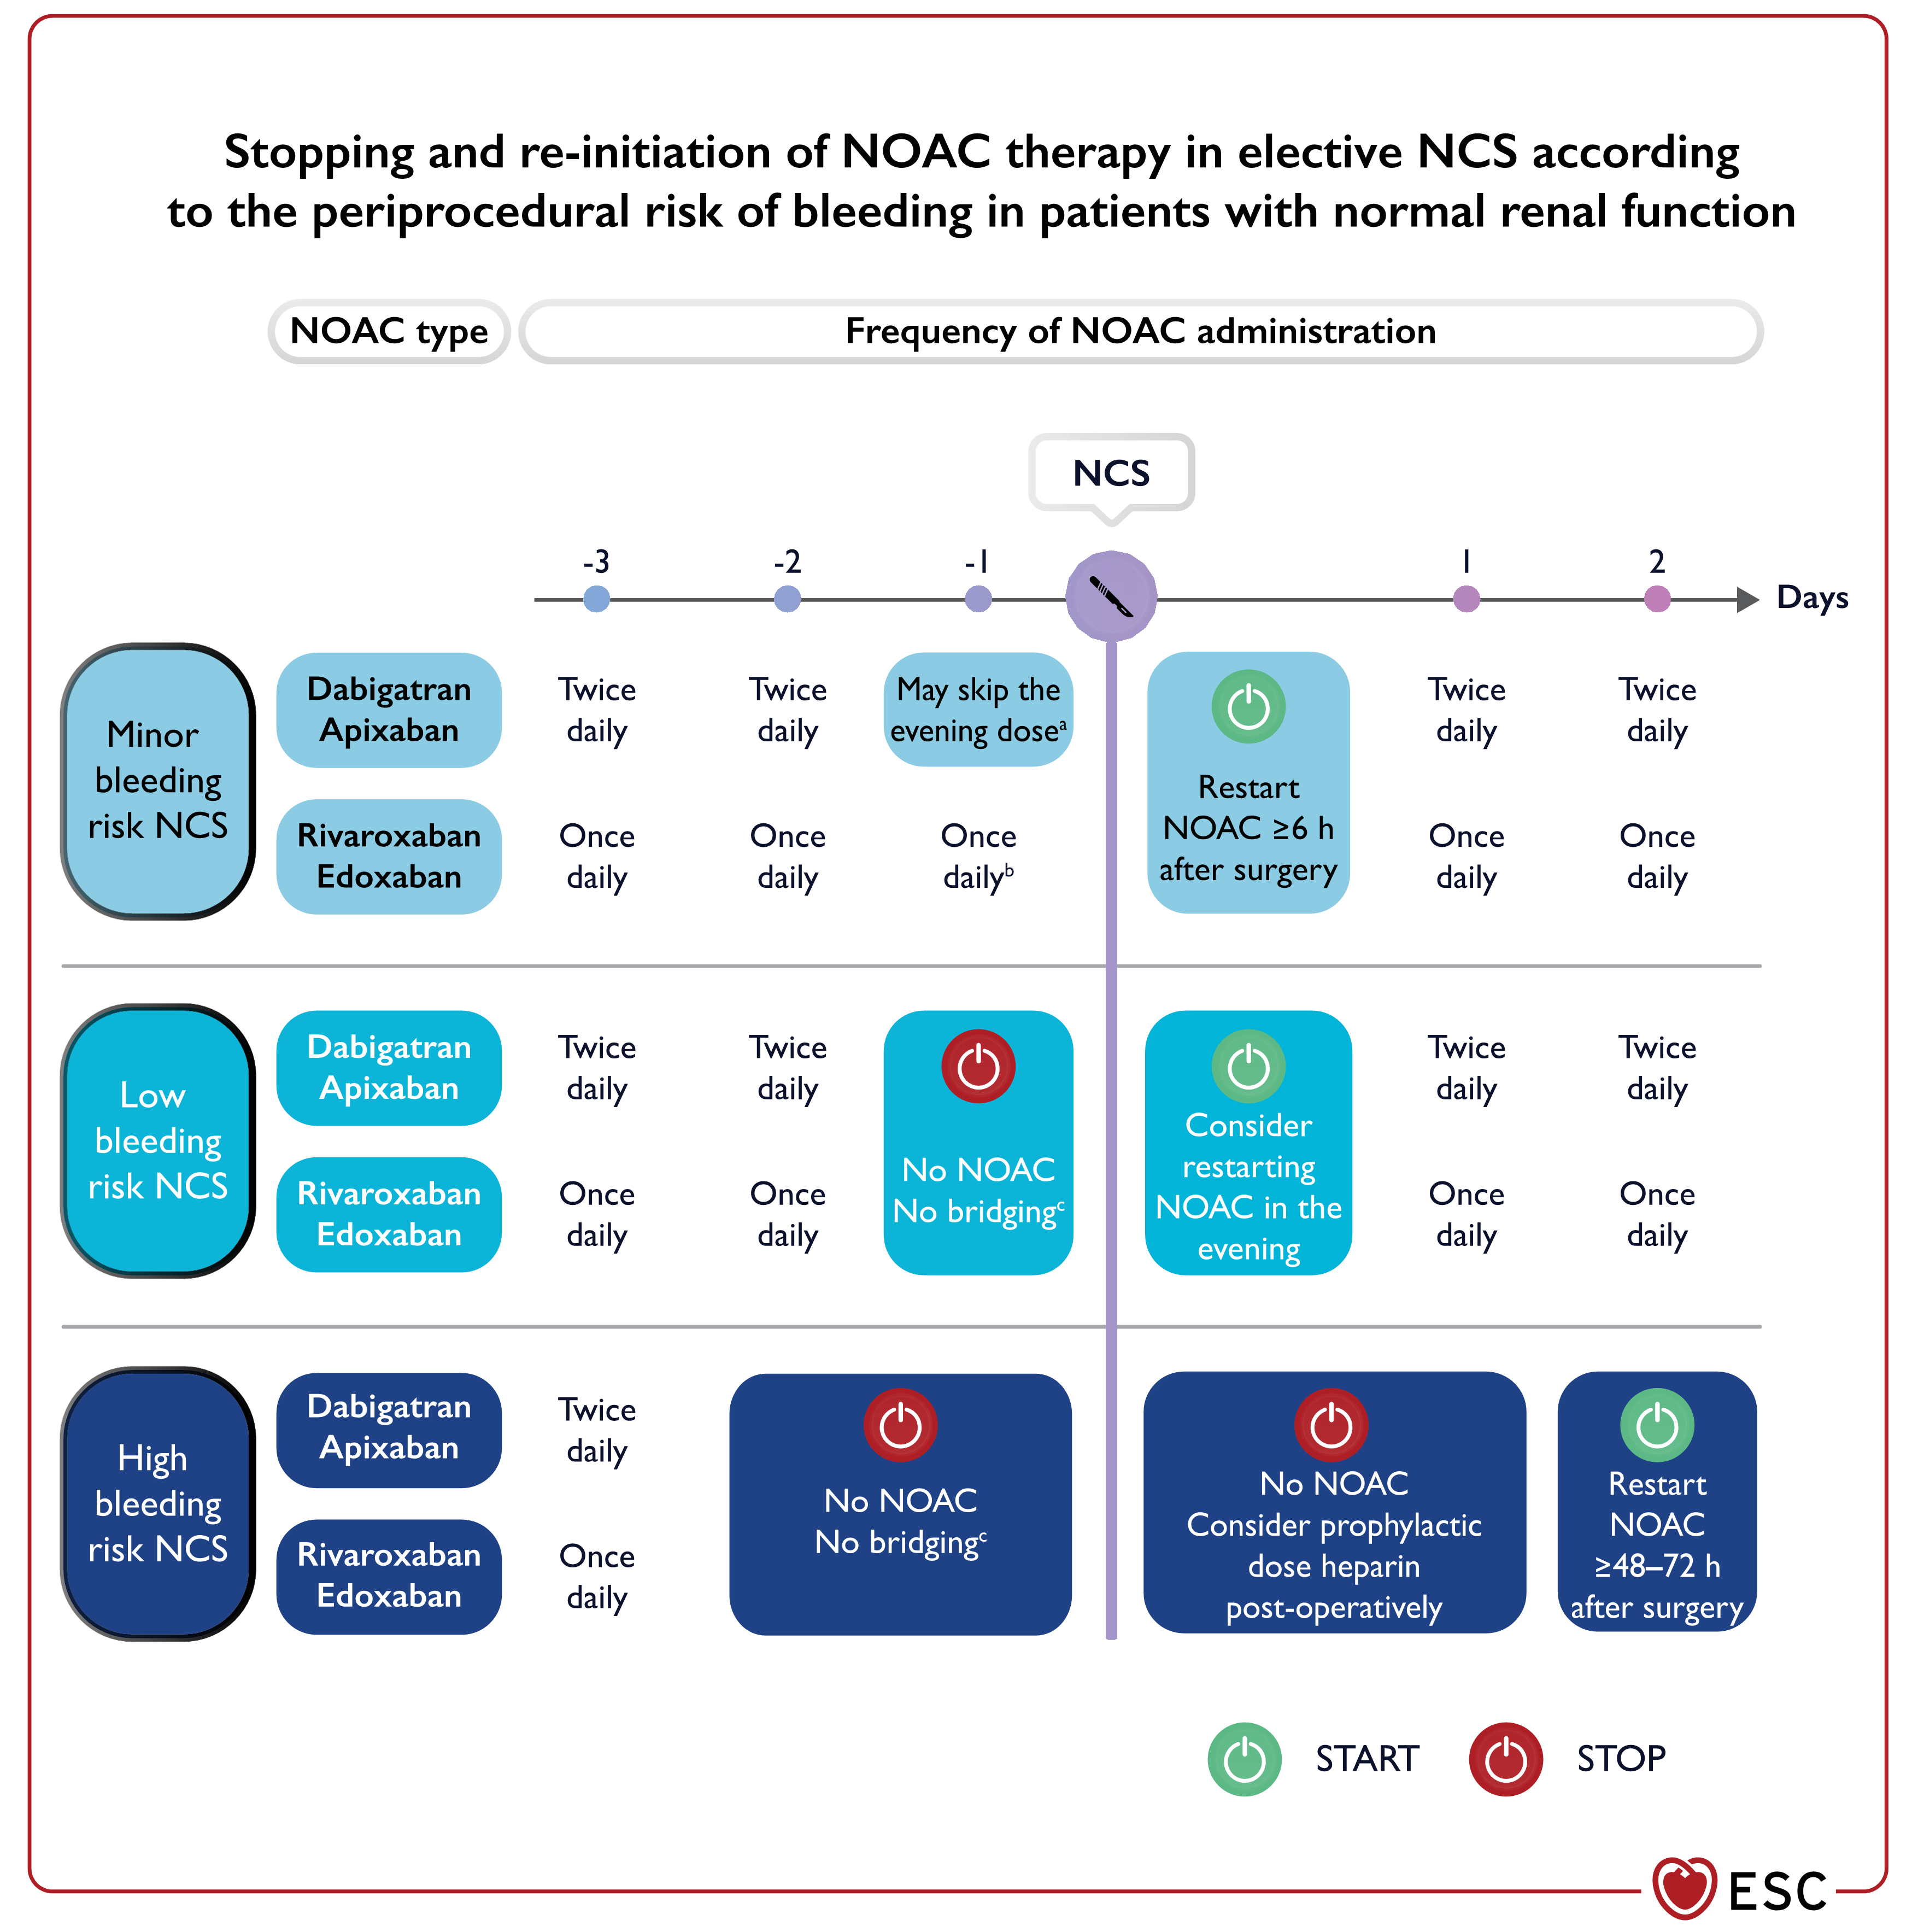 Stopping and re-initiation of NOAC therapy in elective NCS according
to the periprocedural risk of bleeding in patients with normal renal function
NOAC type
Frequency of NOAC administration
NCS
-3
-2
-1
1
2
Days
Minor
bleeding
risk NCS
Dabigatran
Apixaban
Twice
daily
Twice
daily
May skip the
evening doseᵃ
Restart
NOAC ≥6 h
after surgery
Twice
daily
Twice
daily
Rivaroxaban
Edoxaban
Once
daily
Once
daily
Once
dailyᵇ
Once
daily
Once
daily
Low
bleeding
risk NCS
Dabigatran
Apixaban
Twice
daily
Twice
daily
No NOAC
No bridgingᶜ
Consider
restarting
NOAC in the
evening
Twice
daily
Twice
daily
Rivaroxaban
Edoxaban
Once
daily
Once
daily
Once
daily
Once
daily
High
bleeding
risk NCS
Dabigatran
Apixaban
Twice
daily
No NOAC
No bridgingᶜ
No NOAC
Consider prophylactic
dose heparin
post-operatively
Restart
NOAC
≥48–72 h
after surgery
Rivaroxaban
Edoxaban
Once
daily
START
STOP
ESC